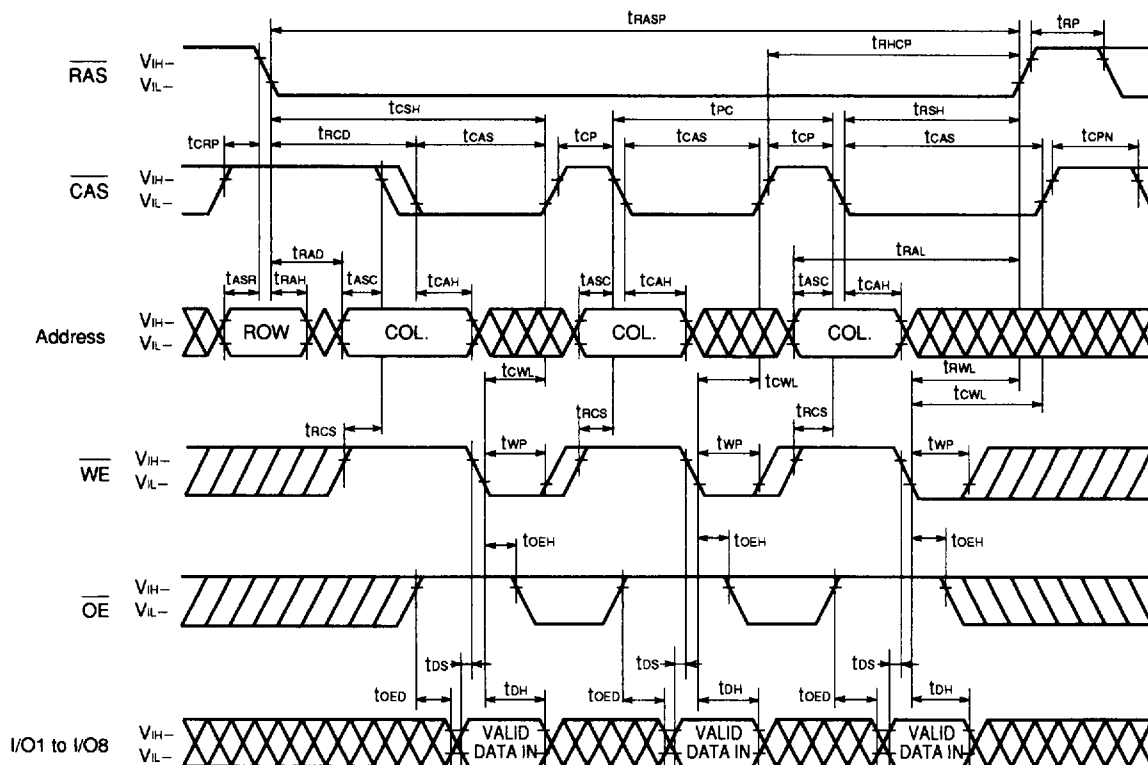 tRASP
tRP
tRHCP
RAS
VIH–
VIL–
tCSH
tPC
tRSH
tCRP
tRCD
tCAS
tCP
tCAS
tCP
tCAS
tCPN
CAS
VIH–
VIL–
tRAD
tRAL
tASR
tRAH
tASC
tCAH
tASC
tCAH
tASC
tCAH
Address
VIH–
VIL–
ROW
COL.
COL.
COL.
tCWL
tCWL
tRWL
tCWL
tRCS
tRCS
tRCS
WE
VIH–
VIL–
tWP
tWP
tWP
tOEH
tOEH
tOEH
OE
VIH–
VIL–
tDS
tDS
tDS
tOED
tDH
tOED
tDH
tOED
tDH
I/O1 to I/O8
VIH–
VIL–
VALID
DATA IN
VALID
DATA IN
VALID
DATA IN